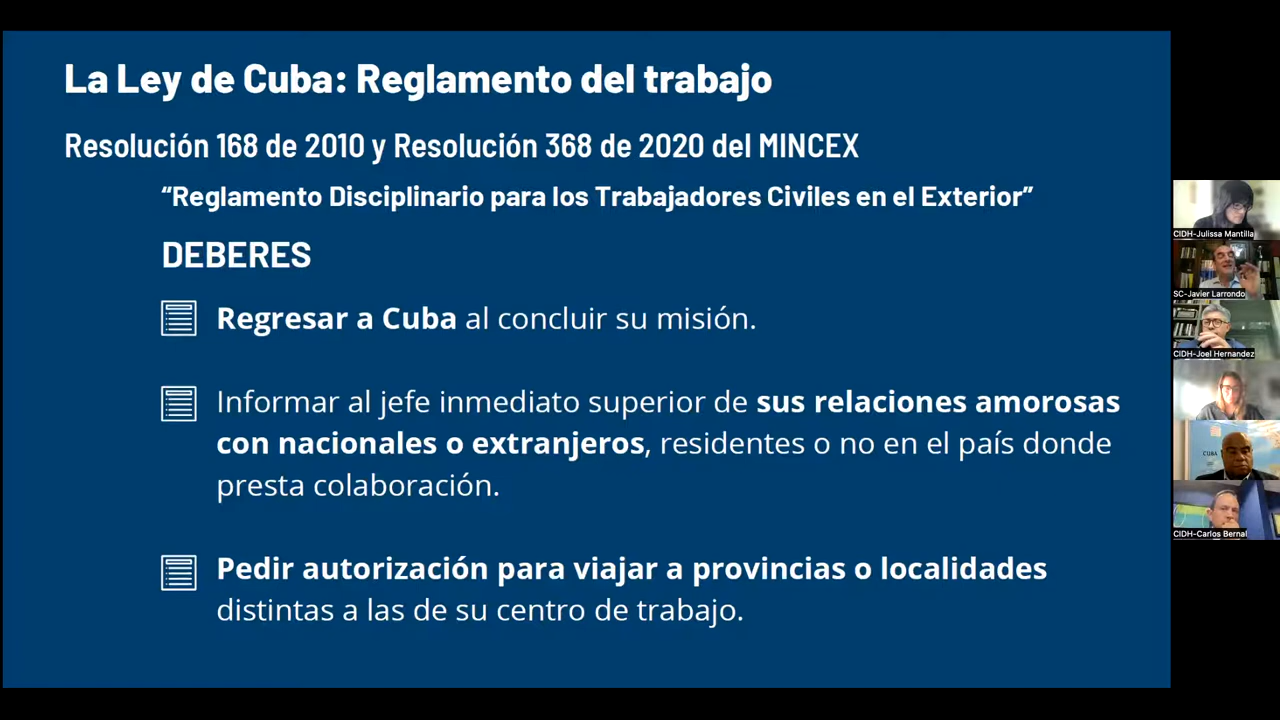 La Ley de Cuba: Reglamento del trabajo
Resolución 168 de 2010 y Resolución 368 de 2020 del MINCEX
“Reglamento Disciplinario para los Trabajadores Civiles en el Exterior”
DEBERES
Regresar a Cuba al concluir su misión.
Informar al jefe inmediato superior de sus relaciones amorosas
con nacionales o extranjeros, residentes o no en el país donde
presta colaboración.
Pedir autorización para viajar a provincias o localidades
distintas a las de su centro de trabajo.
CIDH-Julissa Mantilla
SC-Javier Larrondo
CIDH-Joel Hernandez
CUBA
CIDH-Carlos Bernal